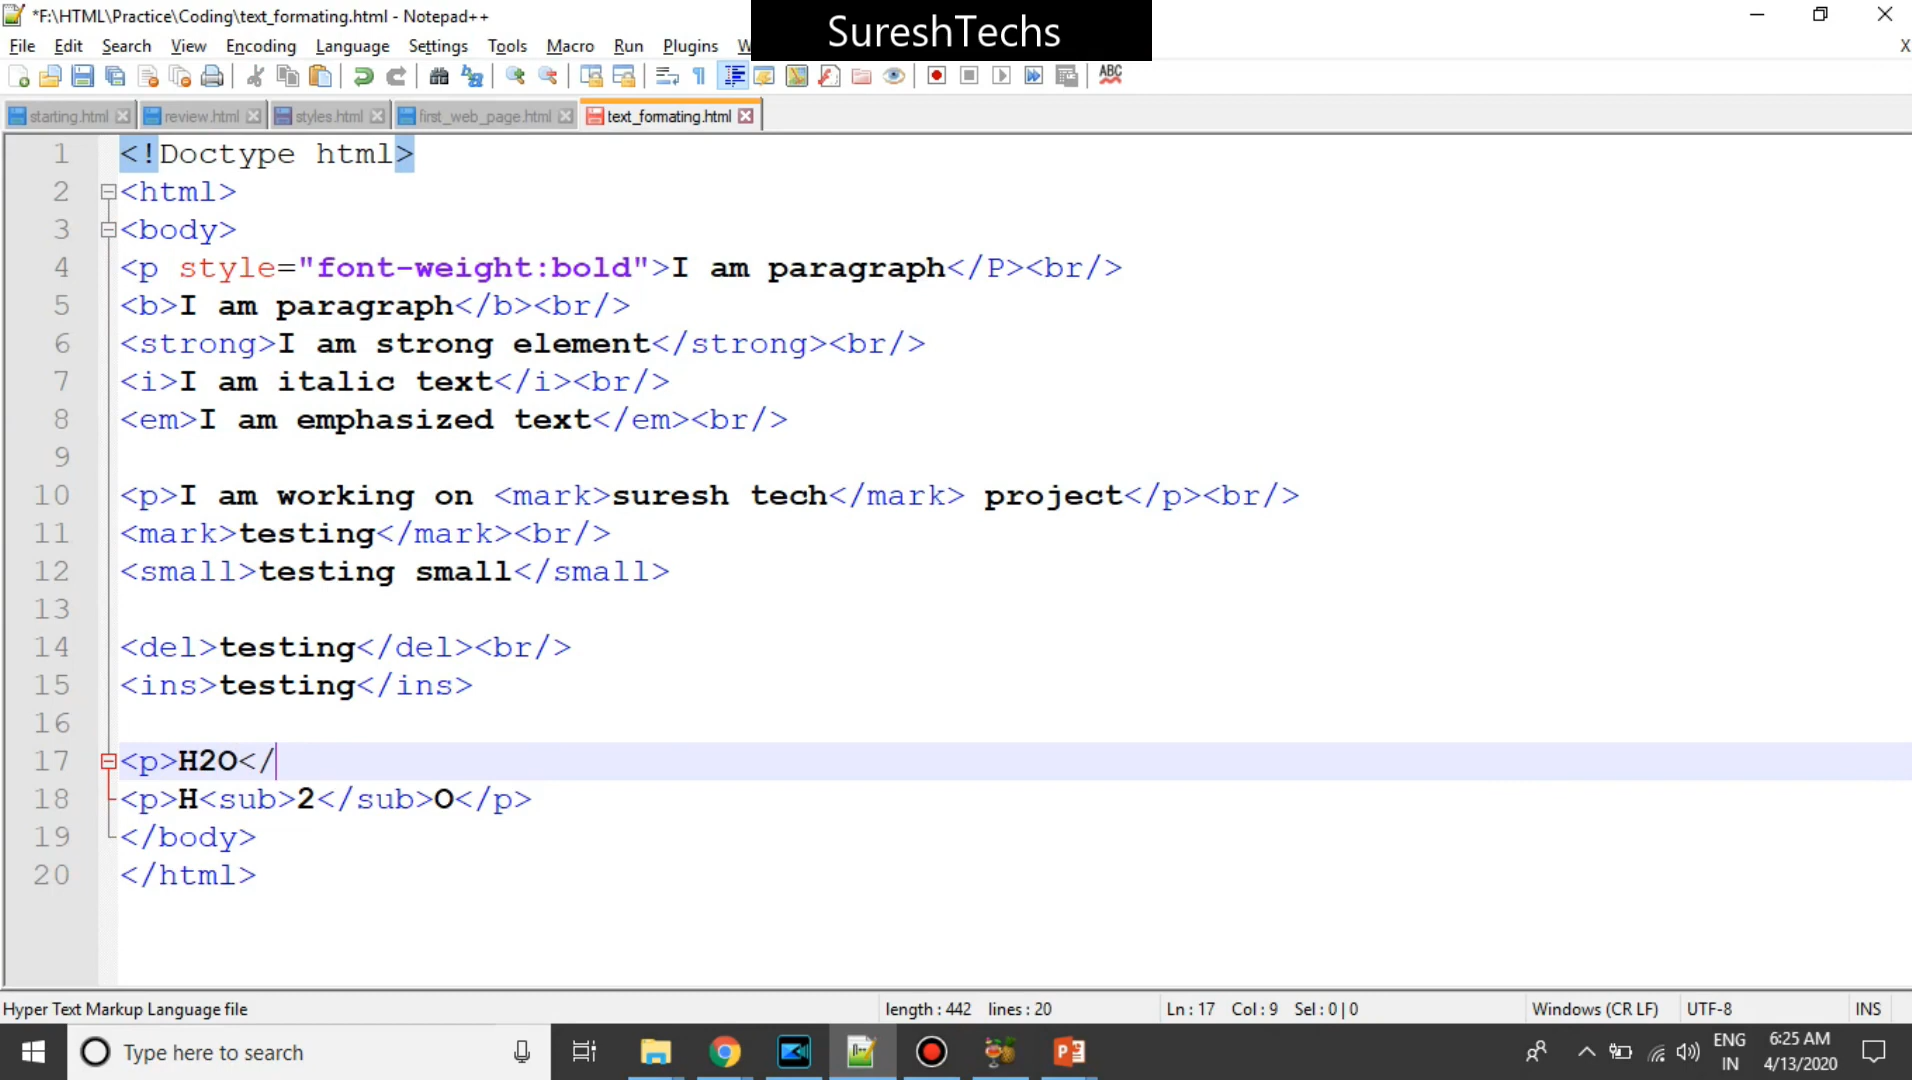 *F:\HTML\Practice\Coding\text_formating.html - Notepad++
SureshTechs
File Edit Search View Encoding Language Settings Tools Macro Run Plugins W X
ABC
starting.html review.html styles.html first_web_page.html text_formating.html
1 <!Doctype html>
2 <html>
3 <body>
4 <p style="font-weight:bold">I am paragraph</P><br/>
5 <b>I am paragraph</b><br/>
6 <strong>I am strong element</strong><br/>
7 <i>I am italic text</i><br/>
8 <em>I am emphasized text</em><br/>
9
10 <p>I am working on <mark>suresh tech</mark> project</p><br/>
11 <mark>testing</mark><br/>
12 <small>testing small</small>
13
14 <del>testing</del><br/>
15 <ins>testing</ins>
16
17 <p>H2O</
18 <p>H<sub>2</sub>O</p>
19 </body>
20 </html>
Hyper Text Markup Language file length : 442 lines : 20 Ln : 17 Col : 9 Sel : 0 | 0 Windows (CR LF) UTF-8 INS
Type here to search
ENG
IN
6:25 AM
4/13/2020